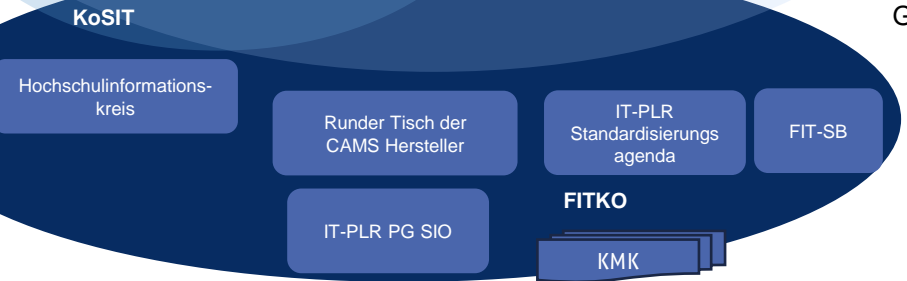 KoSIT
G
Hochschulinformations-
kreis
Runder Tisch der
CAMS Hersteller
IT-PLR
Standardisierungs
agenda
FIT-SB
FITKO
IT-PLR PG SIO
KMK